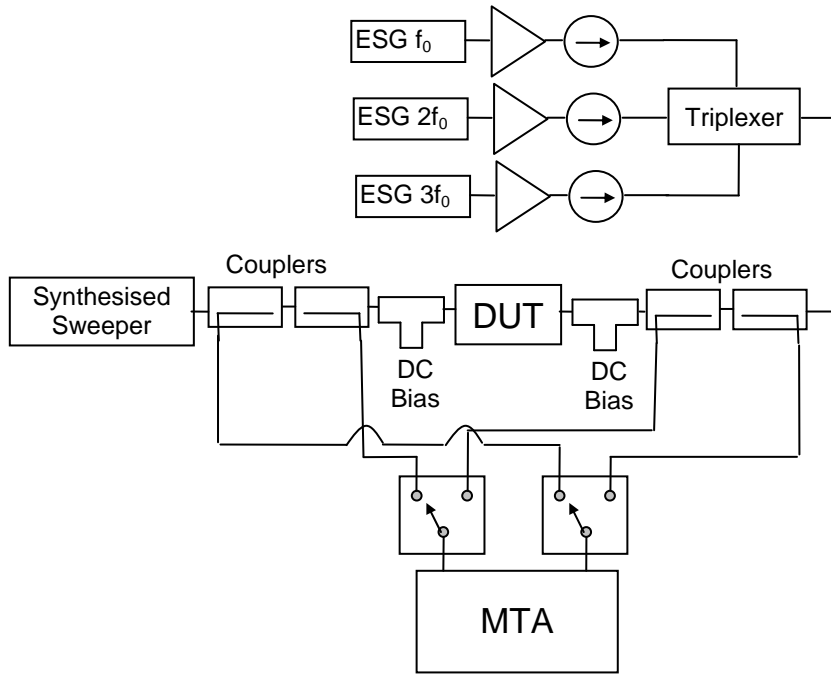 ESG f₀
ESG 2f₀
Triplexer
ESG 3f₀
Couplers
Couplers
Synthesised
Sweeper
DUT
DC
Bias
DC
Bias
MTA